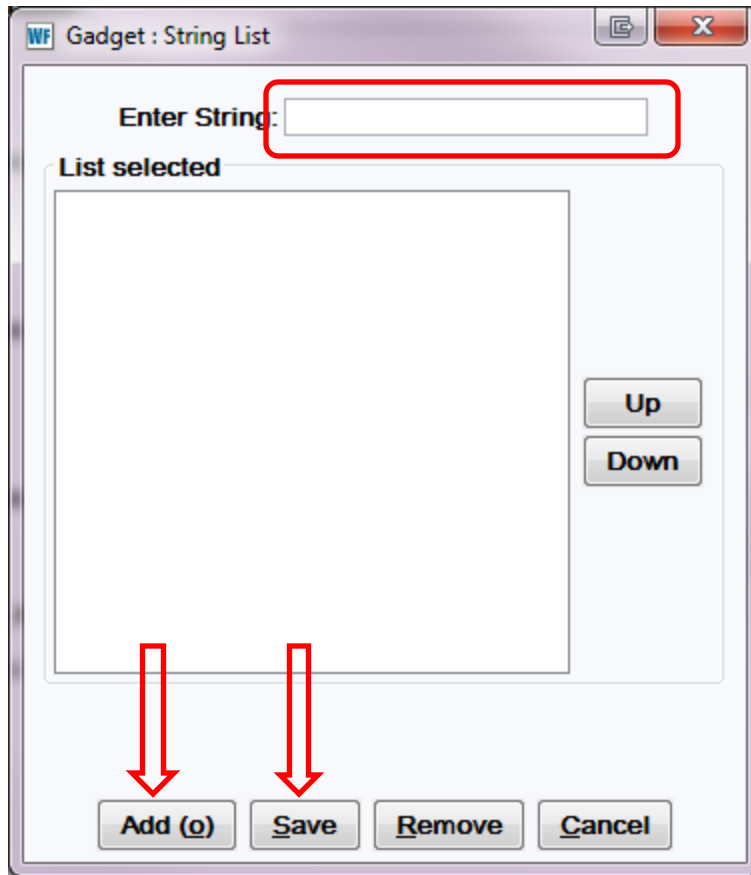 WF Gadget : String List
Enter String:
List selected
Up
Down
Add (o) Save Remove Cancel